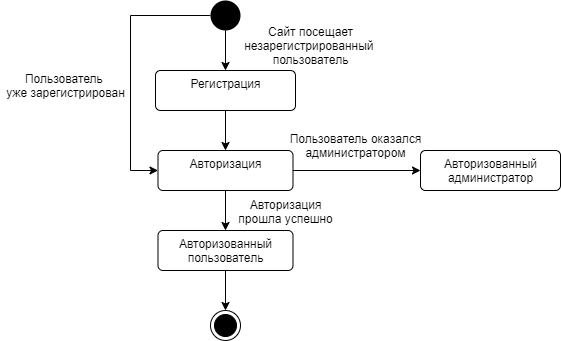 Сайт посещает
незарегистрированный
пользователь
Пользователь
уже зарегистрирован
Регистрация
Пользователь оказался
администратором
Авторизация
Авторизованный
администратор
Авторизация
прошла успешно
Авторизованный
пользователь